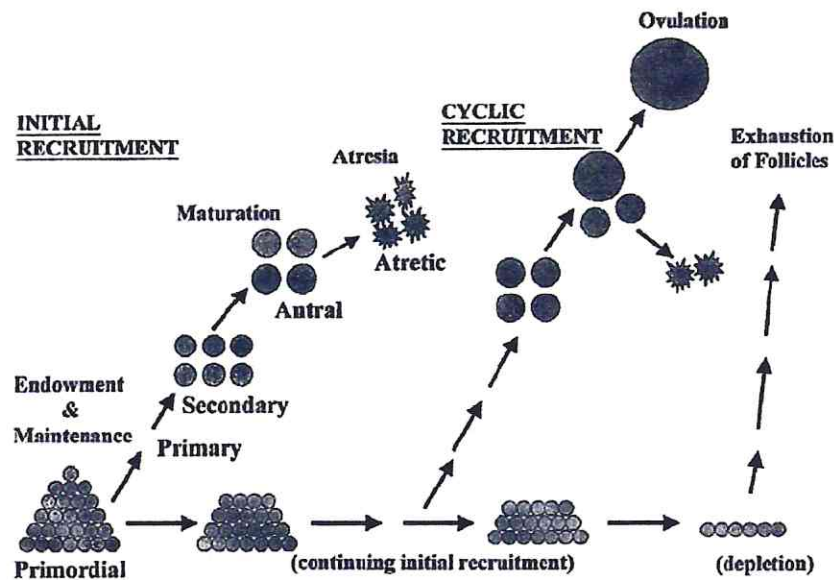 Ovulation
INITIAL
RECRUITMENT
CYCLIC
RECRUITMENT
Exhaustion
of Follicles
Atresia
Maturation
Atretic
Antral
Endowment
&
Maintenance
Secondary
Primary
Primordial
(continuing initial recruitment)
(depletion)